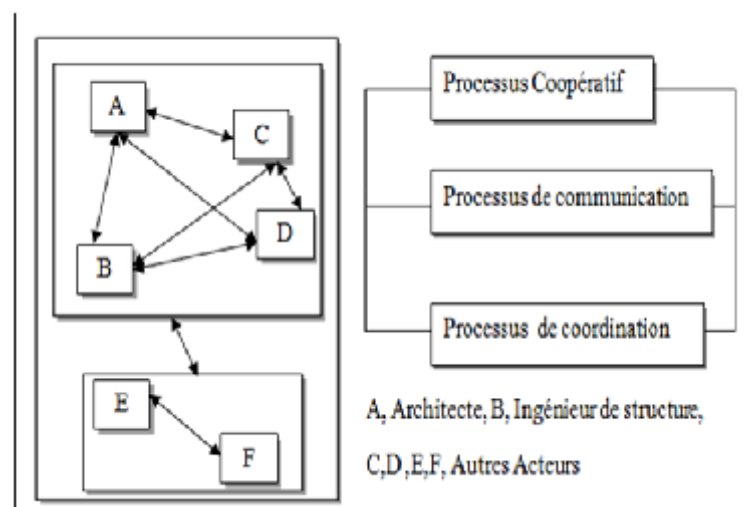 A
C
D
B
E
F
Processus Coopératif
Processus de communication
Processus de coordination
A, Architecte, B, Ingénieur de structure,
C,D,E,F, Autres Acteurs